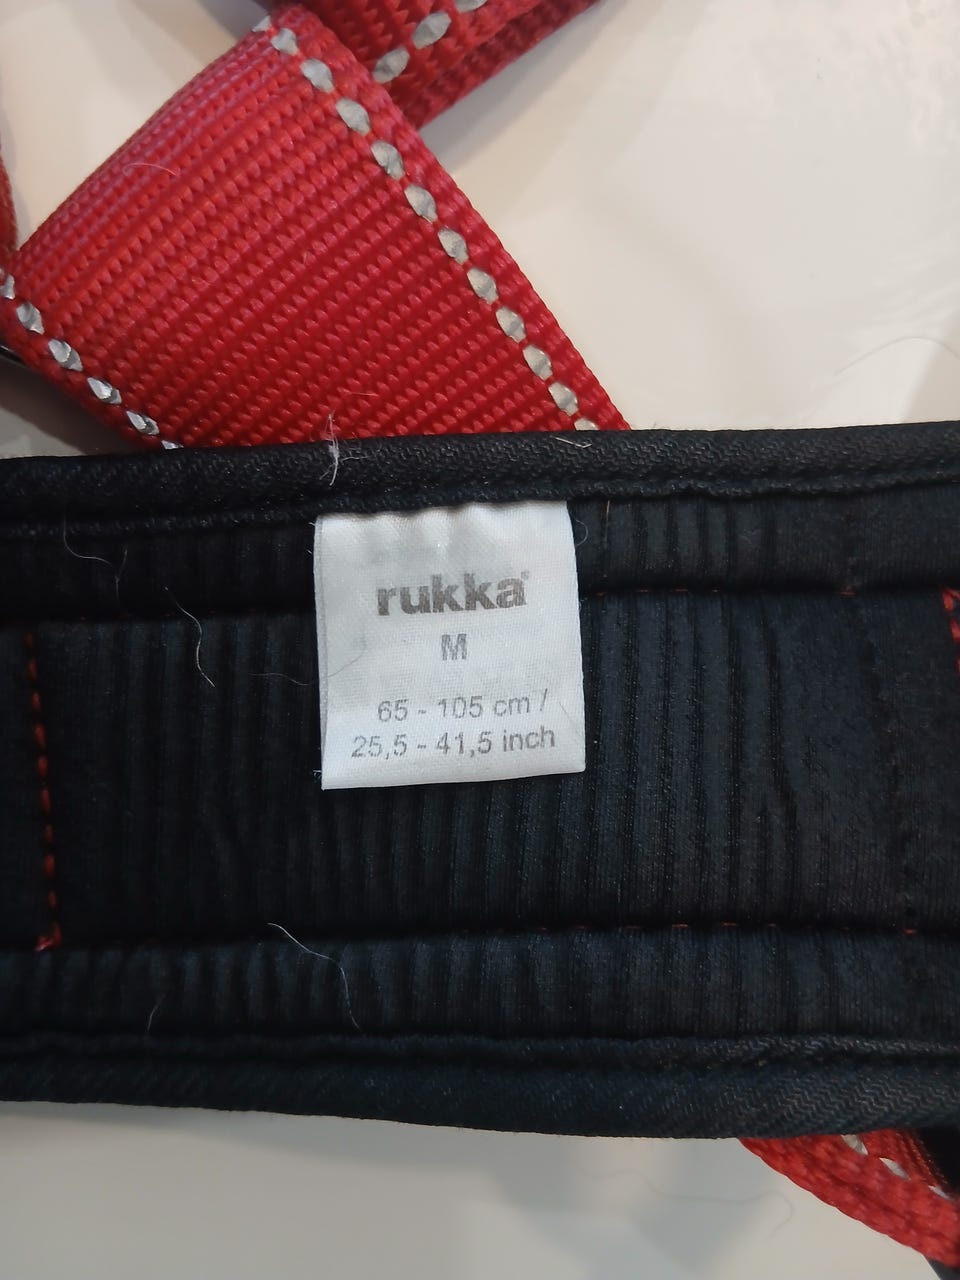 rukka
M
65 - 105 cm /
25,5 - 41,5 inch